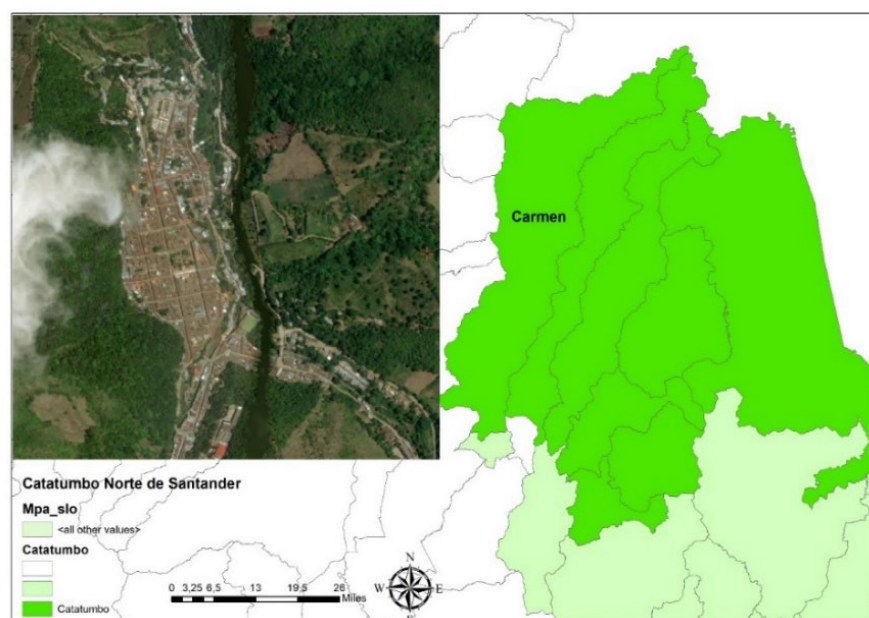 Carmen
Catatumbo Norte de Santander
Mpa_slo
<all other values>
Catatumbo
Catatumbo
0 3,25 6,5 13 19,5 26
Miles
N
W E
S